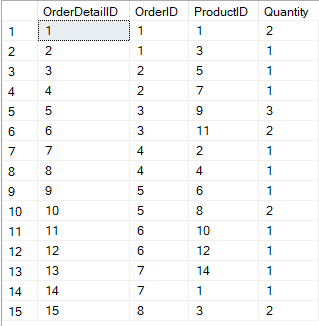 OrderDetailID OrderID ProductID Quantity
1 1 1 1 2
2 2 1 3 1
3 3 2 5 1
4 4 2 7 1
5 5 3 9 3
6 6 3 11 2
7 7 4 2 1
8 8 4 4 1
9 9 5 6 1
10 10 5 8 2
11 11 6 10 1
12 12 6 12 1
13 13 7 14 1
14 14 7 1 1
15 15 8 3 2